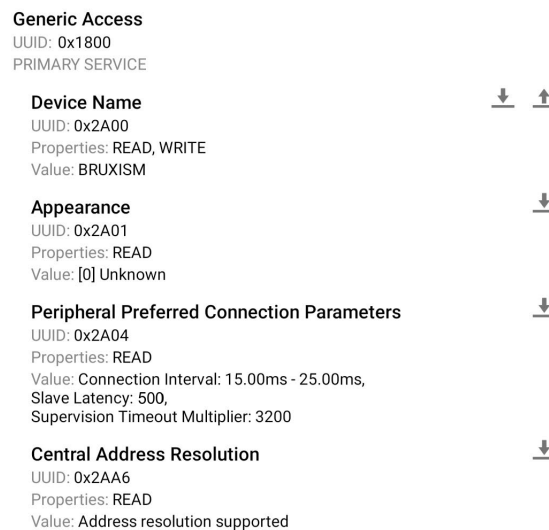 Generic Access
UUID: 0x1800
PRIMARY SERVICE
Device Name
UUID: 0x2A00
Properties: READ, WRITE
Value: BRUXISM
Appearance
UUID: 0x2A01
Properties: READ
Value: [0] Unknown
Peripheral Preferred Connection Parameters
UUID: 0x2A04
Properties: READ
Value: Connection Interval: 15.00ms - 25.00ms,
Slave Latency: 500,
Supervision Timeout Multiplier: 3200
Central Address Resolution
UUID: 0x2AA6
Properties: READ
Value: Address resolution supported